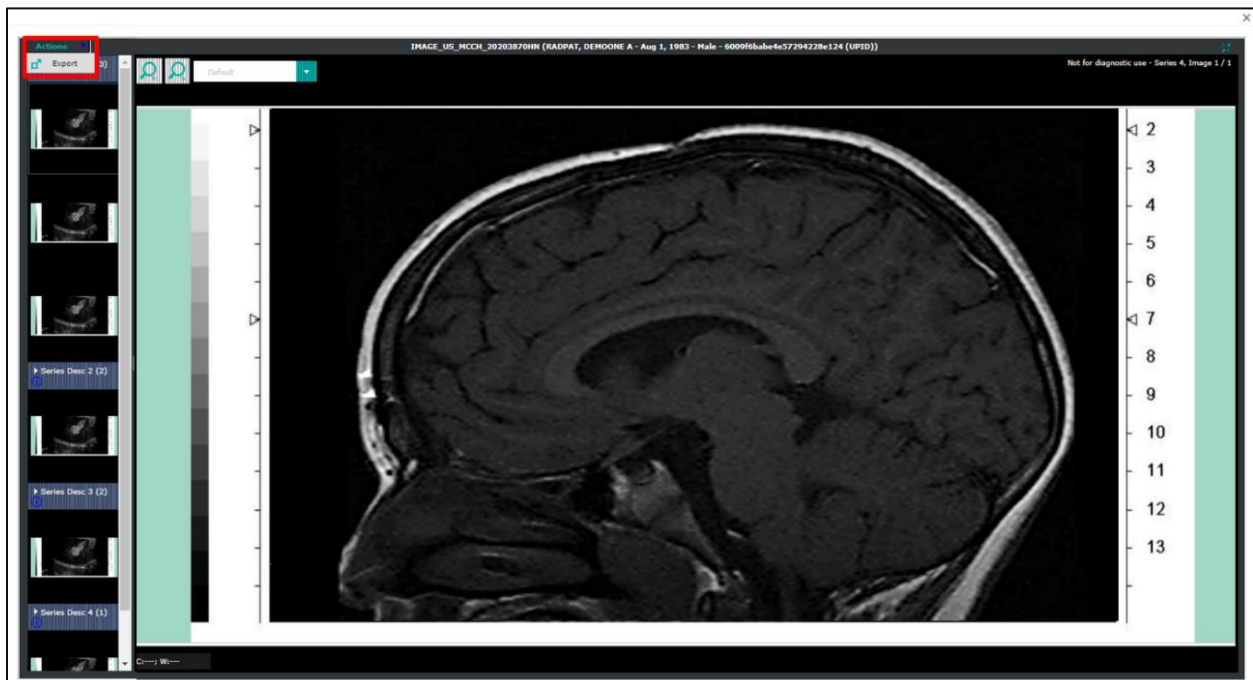 ×
Actions
IMAGE_US_MCCH_20203870HN (RADPAT, DEMOONE A - Aug 1, 1983 - Male - 6009f6babe4e57294228e124 (UPID))
Export
3)
Default
Not for diagnostic use - Series 4, Image 1 / 1
Series Desc 2 (2)
Series Desc 3 (2)
Series Desc 4 (1)
2
3
4
5
6
7
8
9
10
11
12
13
C:---; W:---